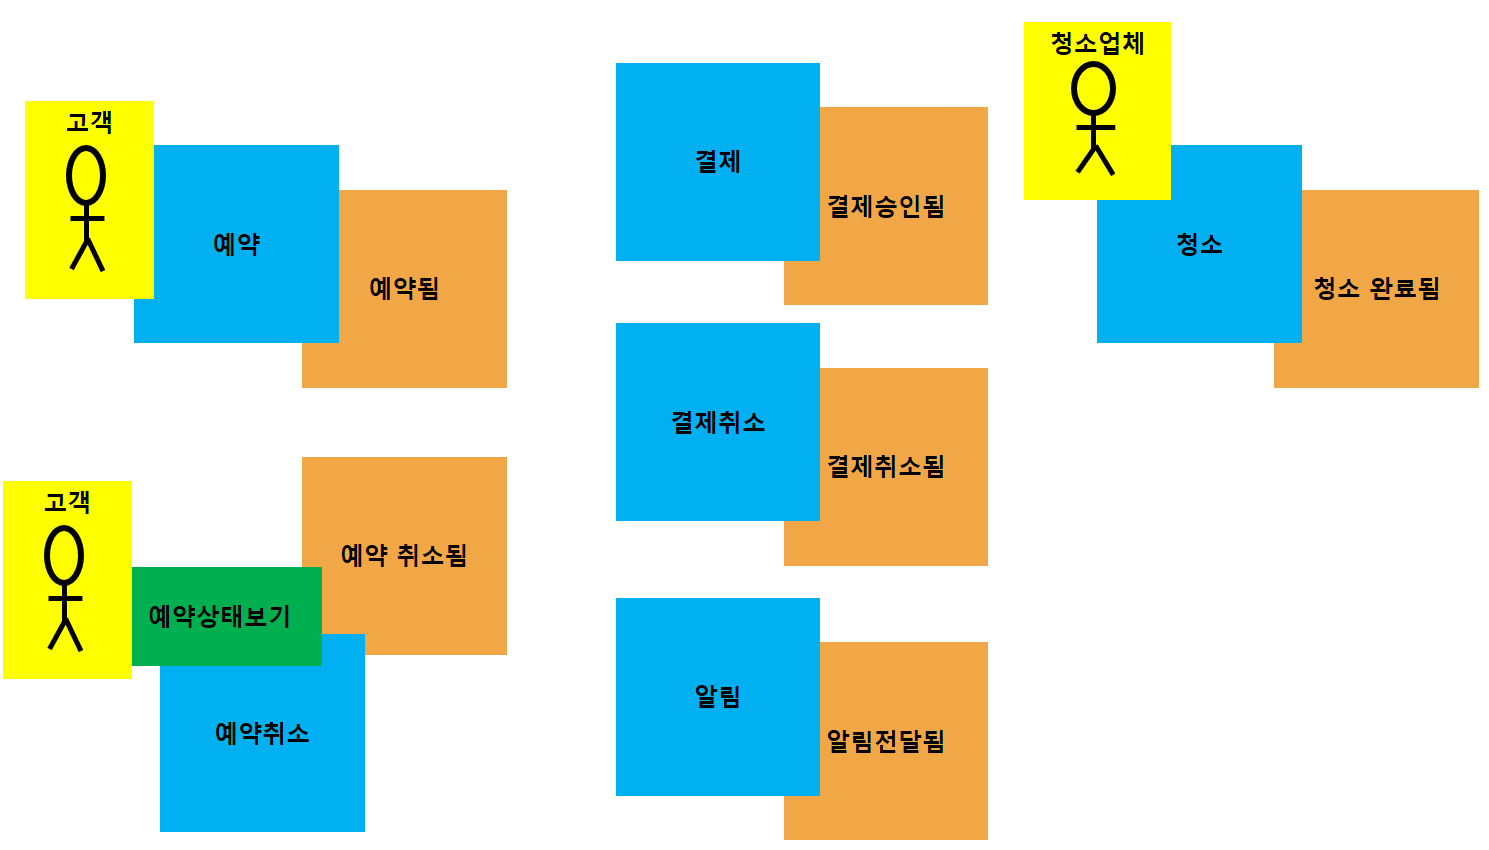 고객
예약
예약됨
고객
예약 취소됨
예약상태보기
예약취소
결제
결제승인됨
결제취소
결제취소됨
알림
알림전달됨
청소업체
청소
청소 완료됨